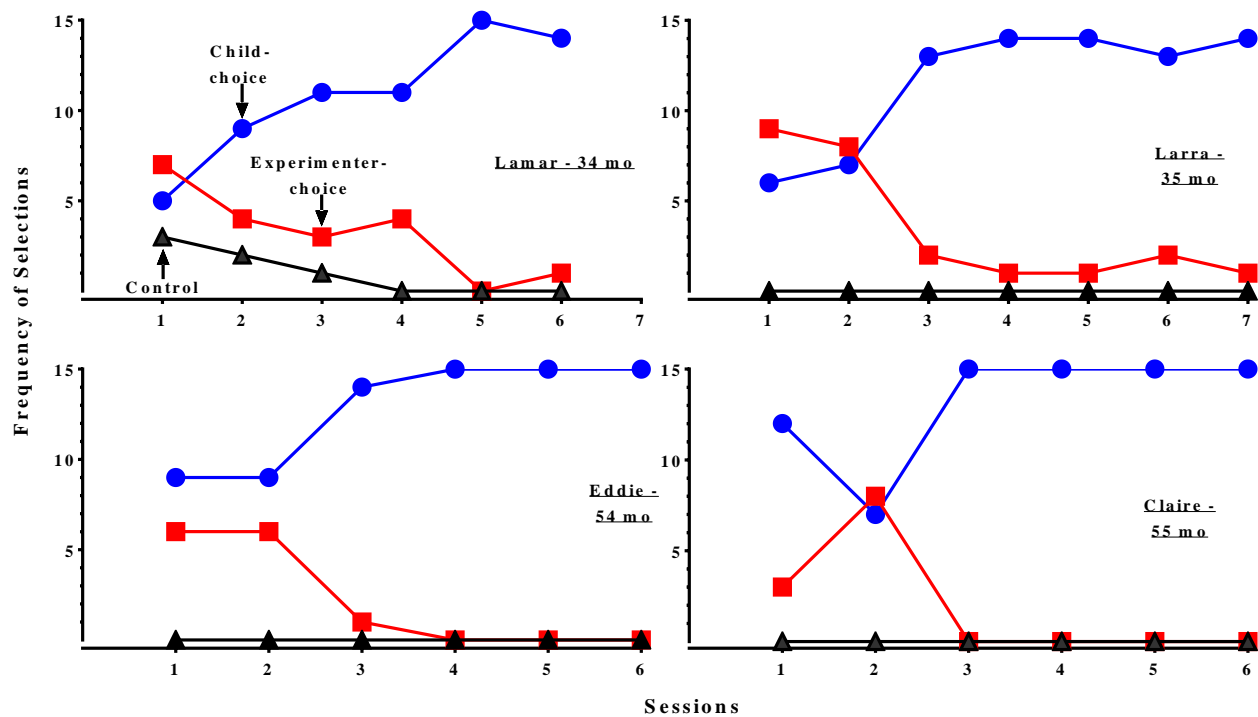 Frequency of Selections
15
10
5
Child-
choice
Experimenter-
choice
Control
Lamar - 34 mo
1 2 3 4 5 6 7
15
10
5
Larra -
35 mo
1 2 3 4 5 6 7
15
10
5
Eddie -
54 mo
1 2 3 4 5 6
15
10
5
Claire -
55 mo
1 2 3 4 5 6
Sessions